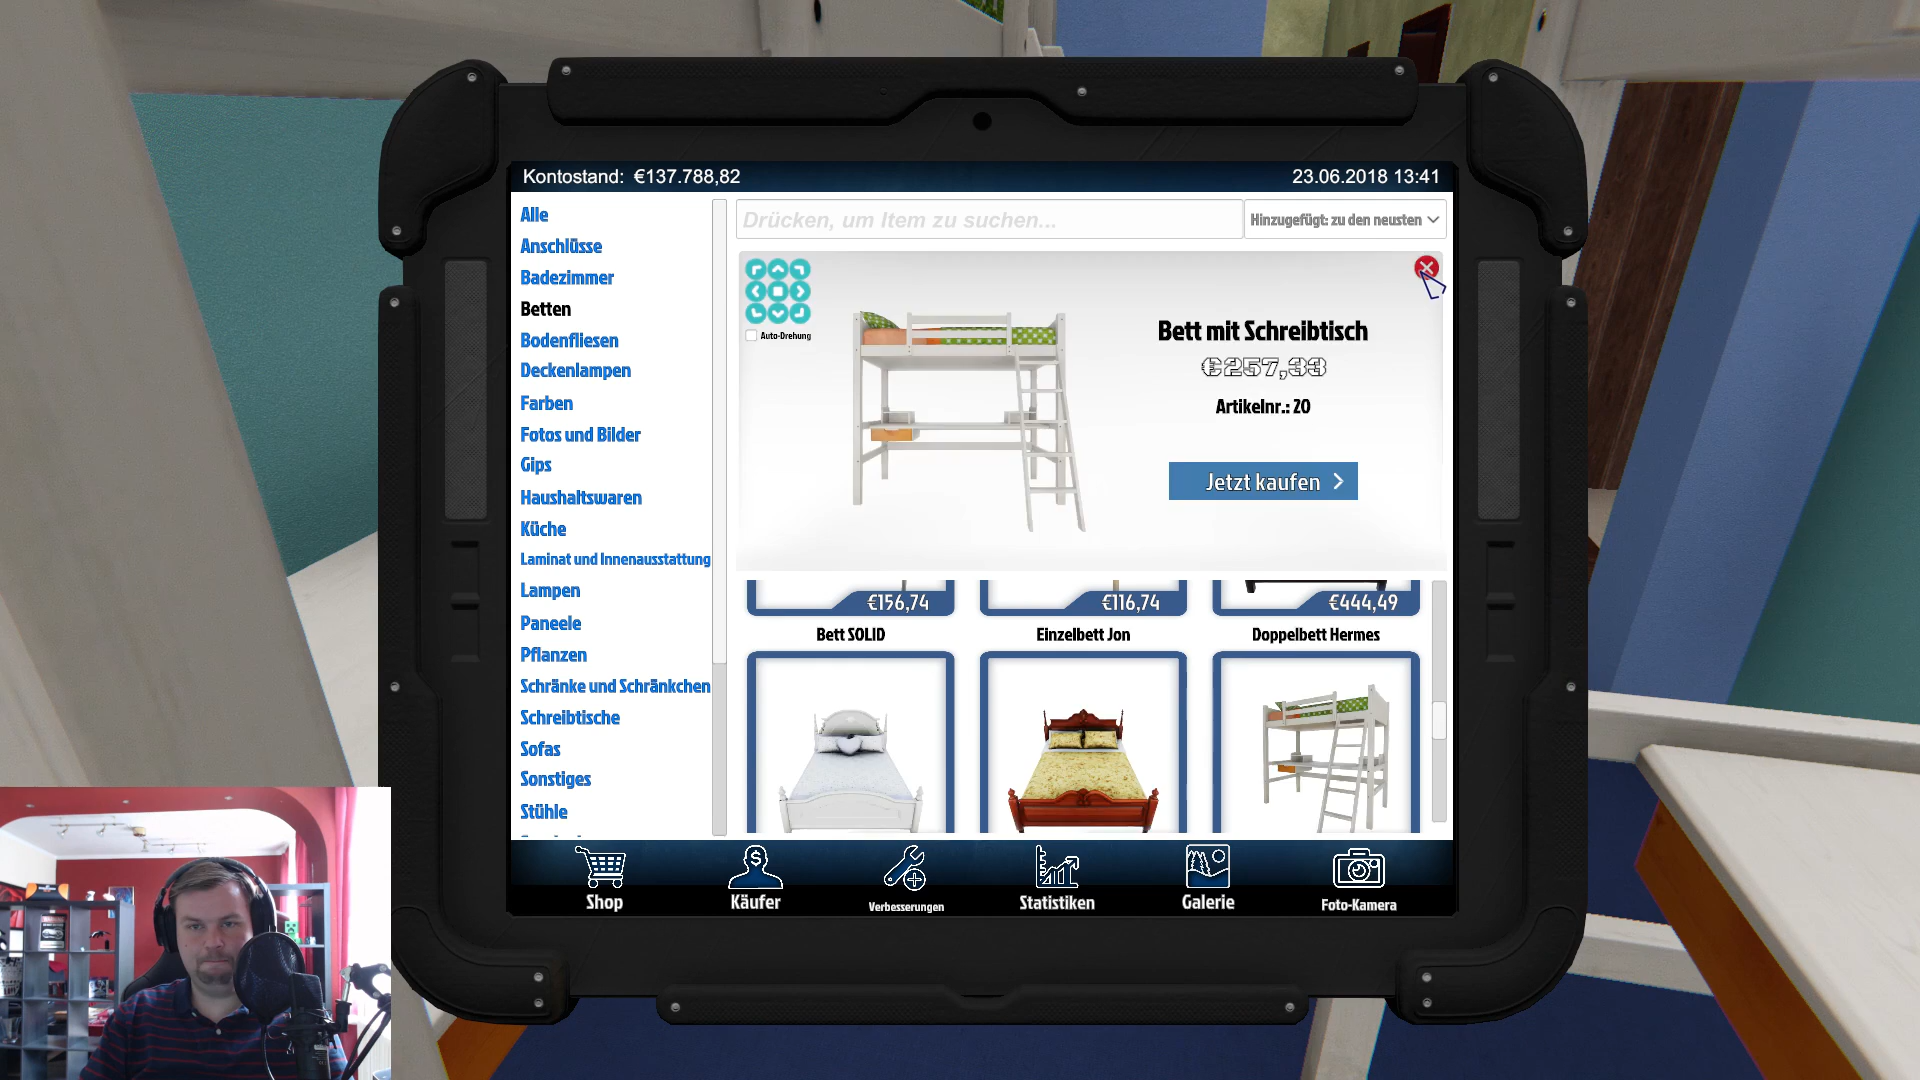 Kontostand: €137.788,82
23.06.2018 13:41
Alle
Anschlüsse
Badezimmer
Betten
Bodenfliesen
Deckenlampen
Farben
Fotos und Bilder
Gips
Haushaltswaren
Küche
Laminat und Innenausstattung
Lampen
Paneele
Pflanzen
Schränke und Schränkchen
Schreibtische
Sofas
Sonstiges
Stühle
Drücken, um Item zu suchen...
Hinzugefügt: zu den neusten
Auto-Drehung
Bett mit Schreibtisch
€257,33
Artikelnr.: 20
Jetzt kaufen
€156,74
€116,74
€444,49
Bett SOLID
Einzelbett Jon
Doppelbett Hermes
Shop
Käufer
Verbesserungen
Statistiken
Galerie
Foto-Kamera